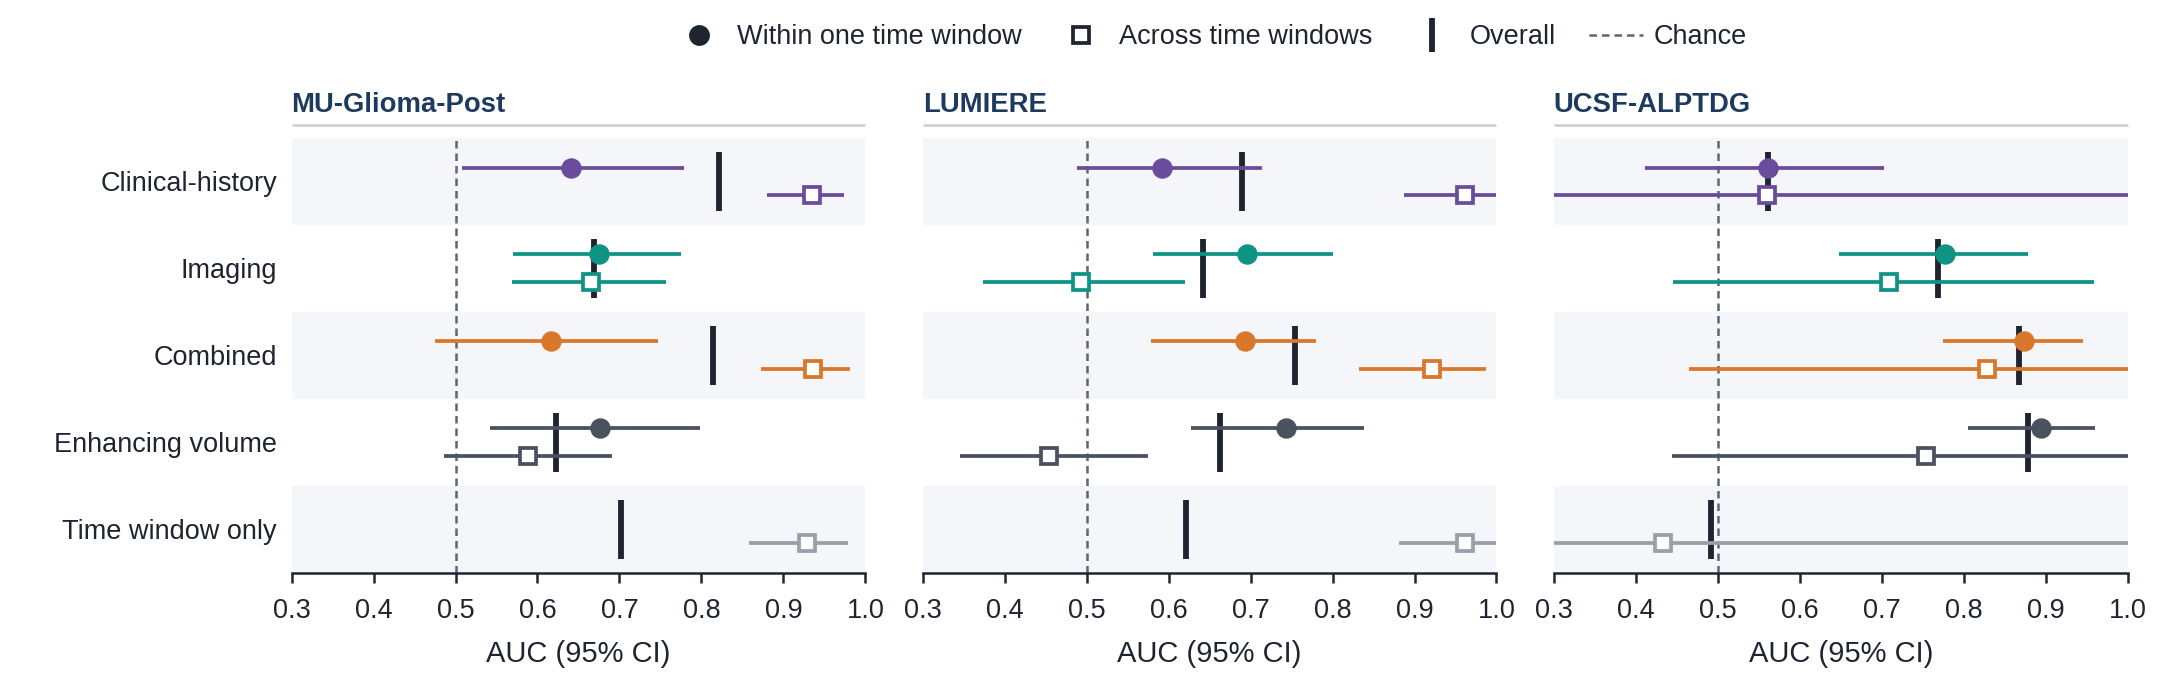 Within one time window Across time windows Overall Chance
MU-Glioma-Post LUMIERE UCSF-ALPTDG
Clinical-history
Imaging
Combined
Enhancing volume
Time window only
0.3 0.4 0.5 0.6 0.7 0.8 0.9 1.0 0.3 0.4 0.5 0.6 0.7 0.8 0.9 1.0 0.3 0.4 0.5 0.6 0.7 0.8 0.9 1.0
AUC (95% CI) AUC (95% CI) AUC (95% CI)